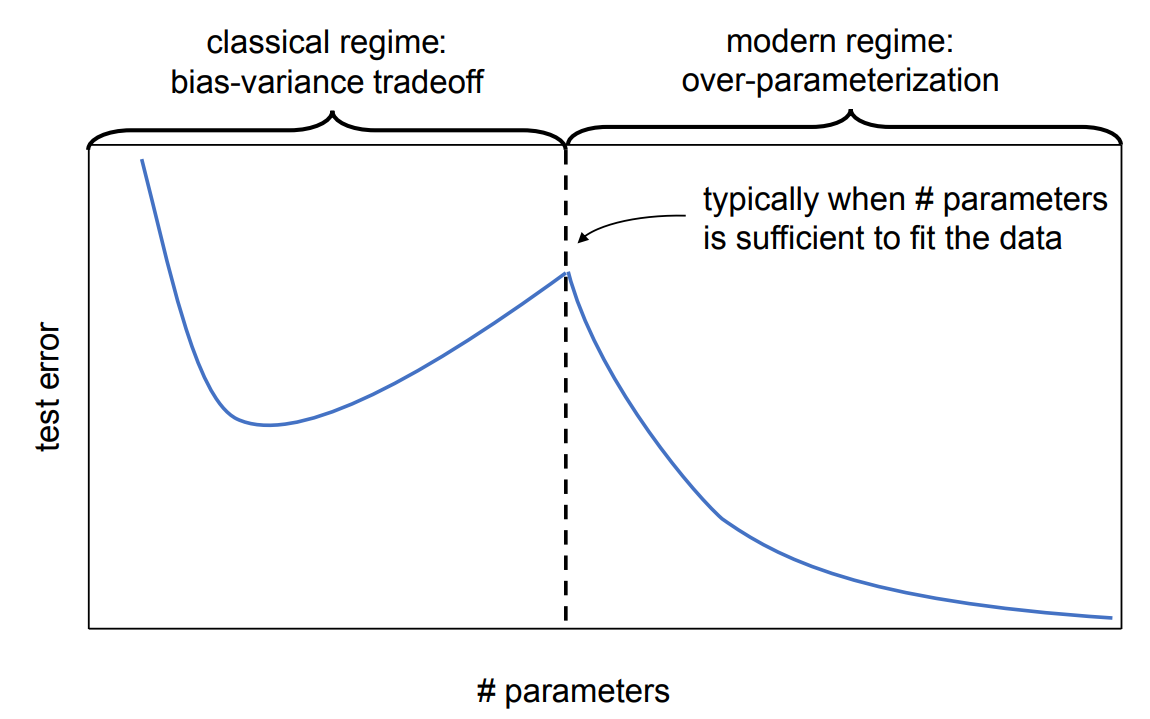 classical regime:
bias-variance tradeoff
modern regime:
over-parameterization
typically when # parameters
is sufficient to fit the data
test error
# parameters